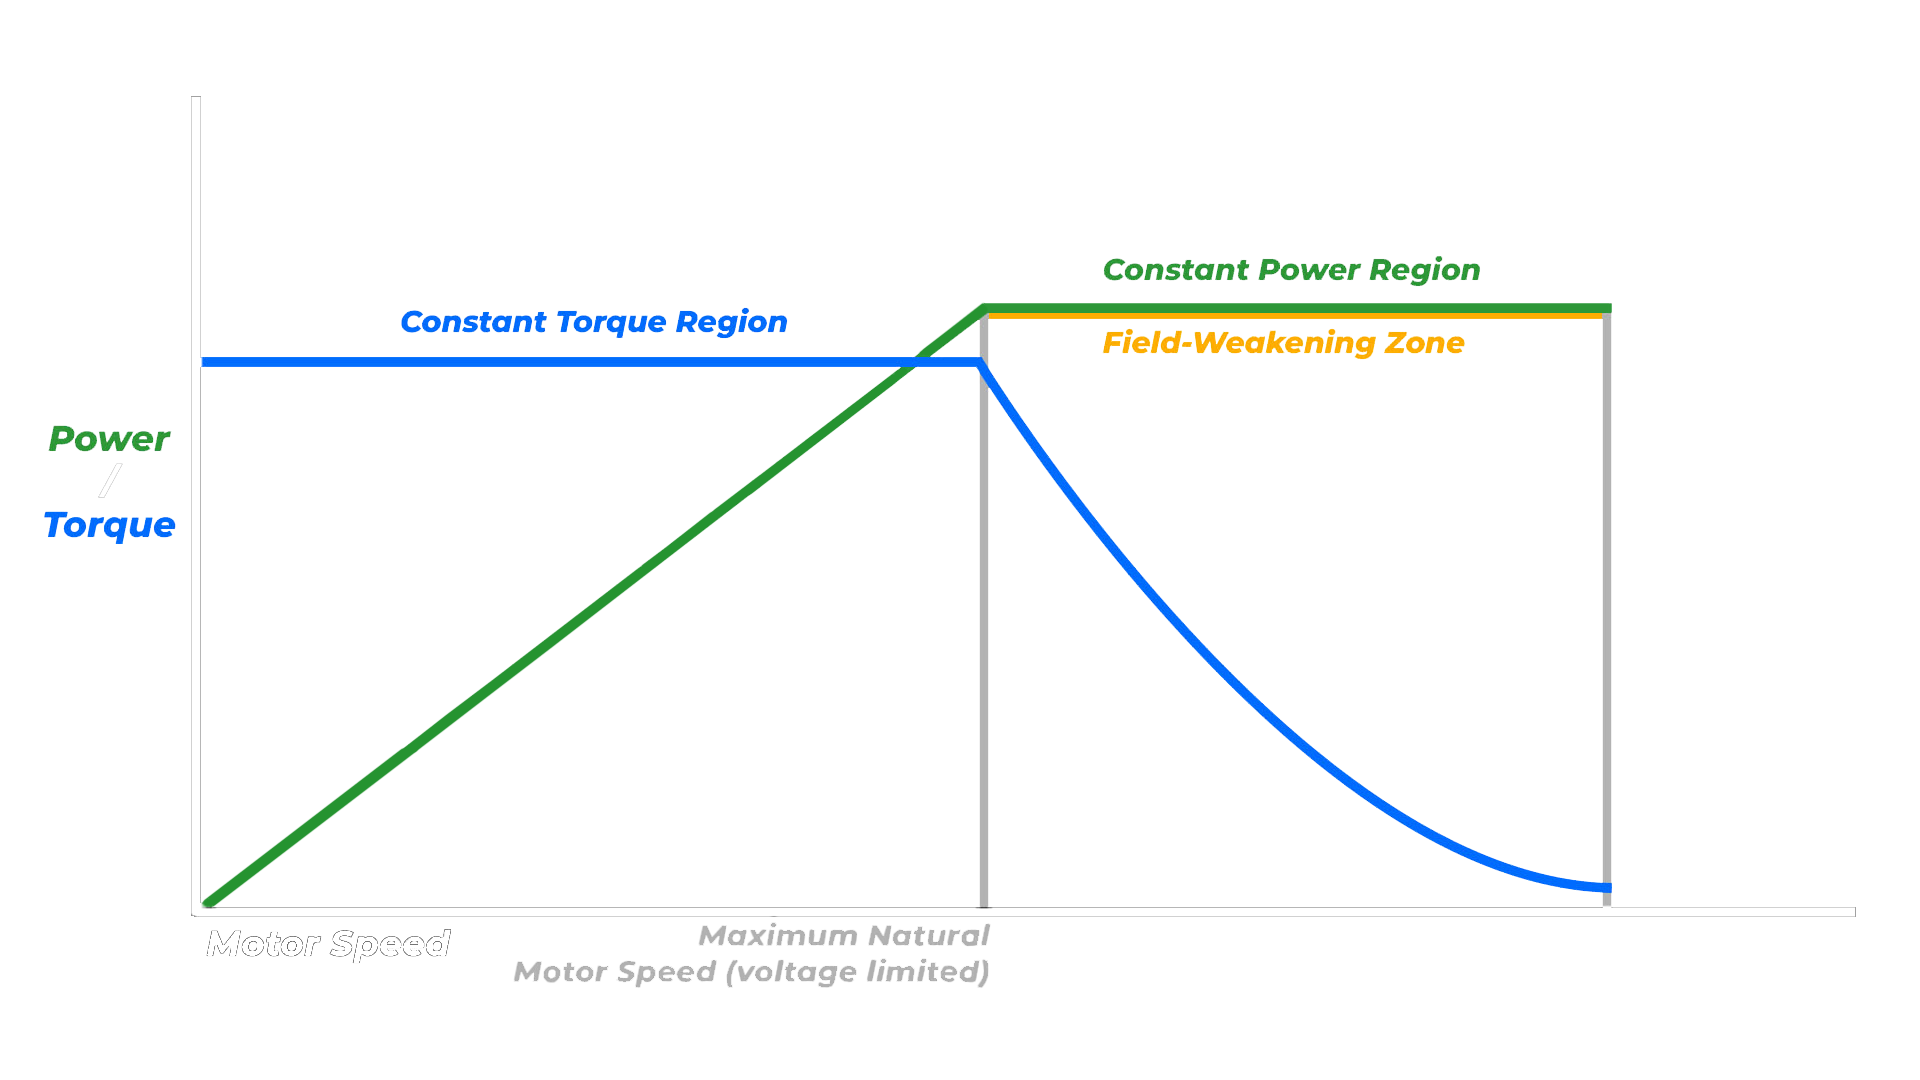 Constant Power Region
Constant Torque Region
Field-Weakening Zone
Power
/
Torque
Motor Speed
Maximum Natural
Motor Speed (voltage limited)